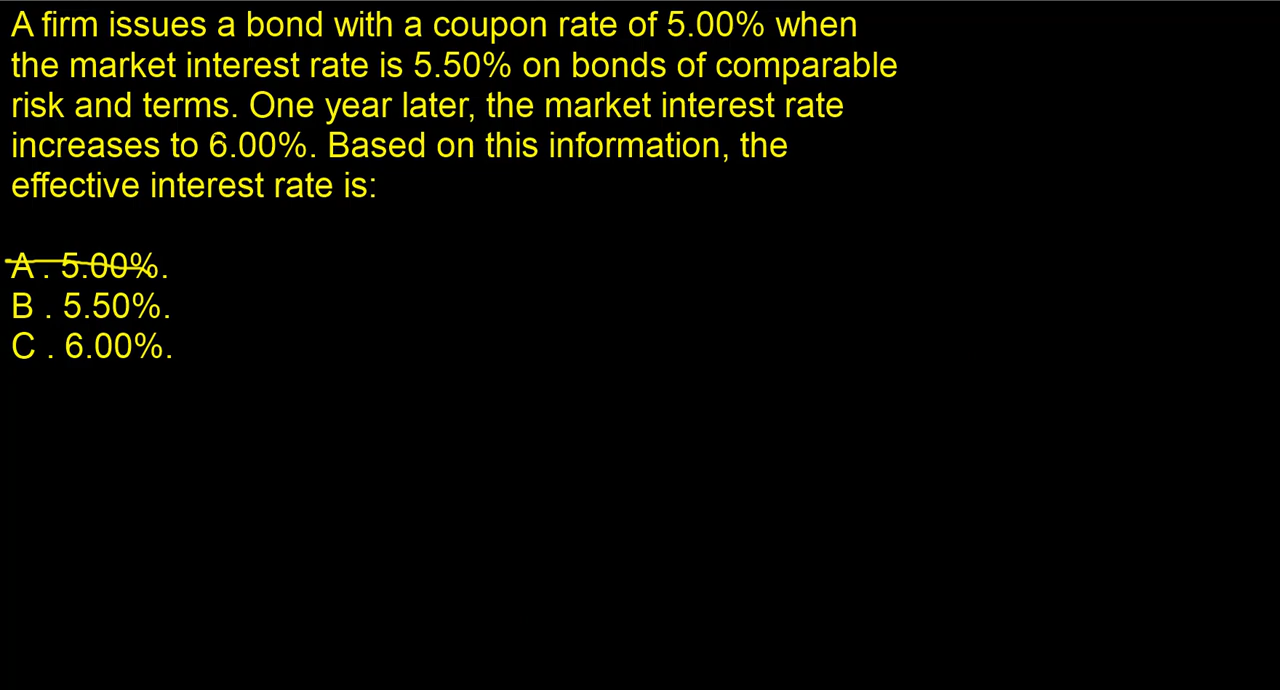 A firm issues a bond with a coupon rate of 5.00% when
the market interest rate is 5.50% on bonds of comparable
risk and terms. One year later, the market interest rate
increases to 6.00%. Based on this information, the
effective interest rate is:
A . 5.00%.
B . 5.50%.
C . 6.00%.